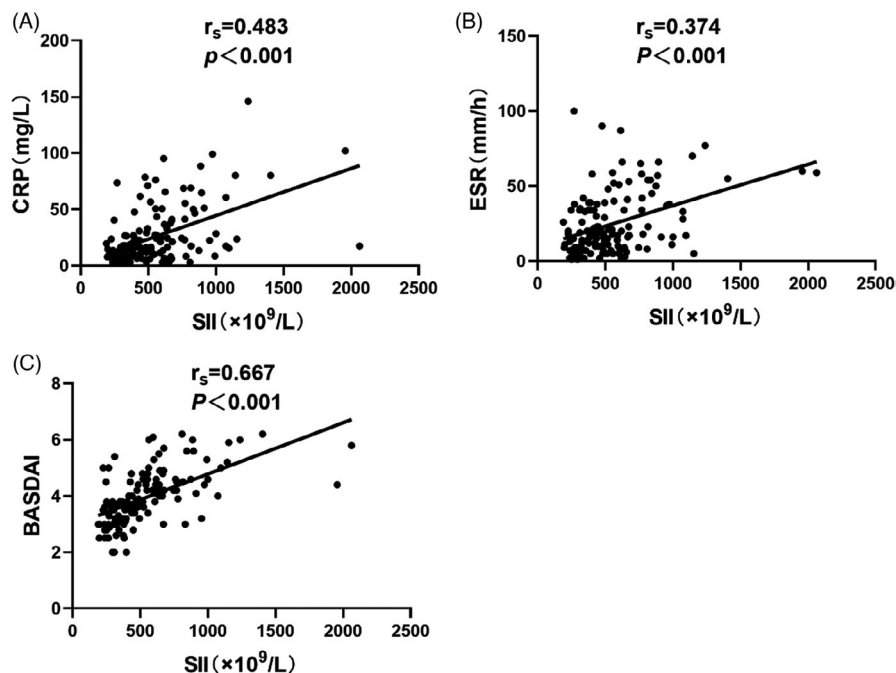 (A)
rs=0.483
p＜0.001
CRP（mg/L）
150
100
50
0
0 500 1000 1500 2000 2500
SII（×10⁹/L）
(B)
rs=0.374
P＜0.001
ESR（mm/h）
150
100
50
0
0 500 1000 1500 2000 2500
SII（×10⁹/L）
(C)
rs=0.667
P＜0.001
BASDAI
8
6
4
2
0
0 500 1000 1500 2000 2500
SII（×10⁹/L）